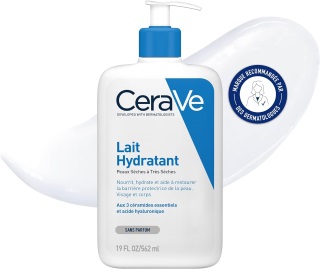 CeraVe
DEVELOPED WITH DERMATOLOGISTS
Lait
Hydratant
Peaux Sèches à Très Sèches
Nourrit, hydrate et aide à restaurer
la barrière protectrice de la peau.
Visage et corps
Aux 3 céramides essentiels
et acide hyaluronique
SANS PARFUM
19 FL OZ/562 ml
MARQUE RECOMMANDÉE PAR
DES DERMATOLOGUES